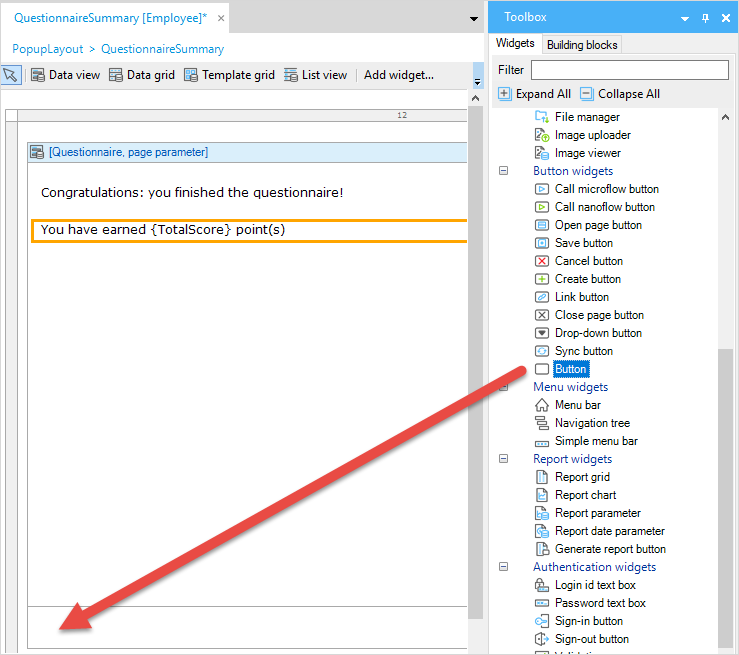 QuestionnaireSummary [Employee]*
PopupLayout > QuestionnaireSummary
Data view Data grid Template grid List view Add widget...
12
[Questionnaire, page parameter]
Congratulations: you finished the questionnaire!
You have earned {TotalScore} point(s)
Toolbox
Widgets Building blocks
Filter
Expand All Collapse All
File manager
Image uploader
Image viewer
Button widgets
Call microflow button
Call nanoflow button
Open page button
Save button
Cancel button
Create button
Link button
Close page button
Drop-down button
Sync button
Button
Menu widgets
Menu bar
Navigation tree
Simple menu bar
Report widgets
Report grid
Report chart
Report parameter
Report date parameter
Generate report button
Authentication widgets
Login id text box
Password text box
Sign-in button
Sign-out button